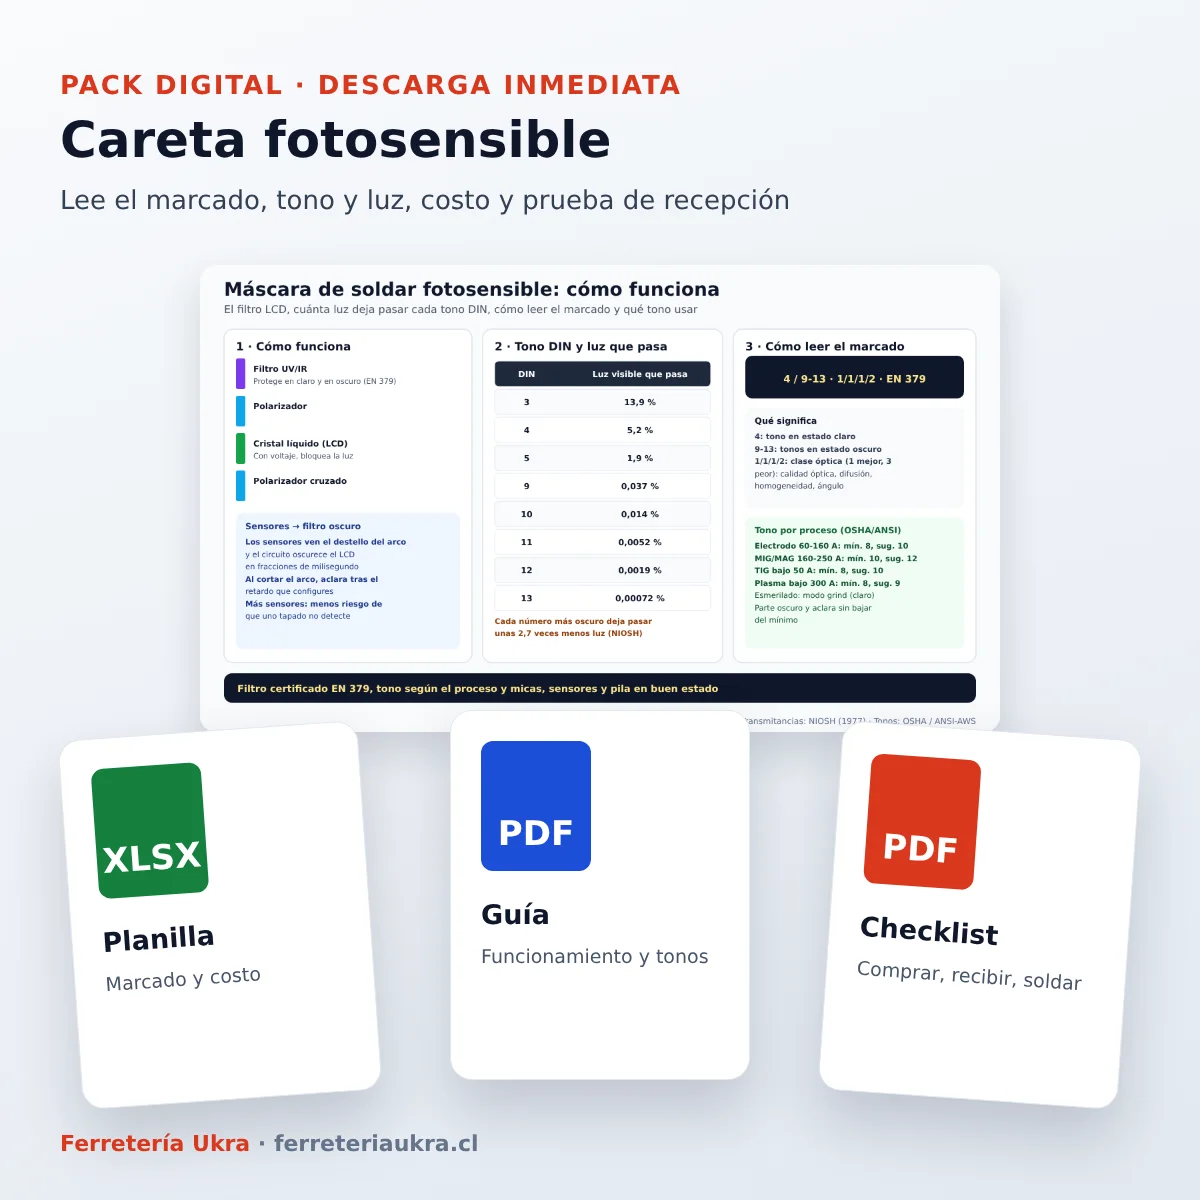 PACK DIGITAL · DESCARGA INMEDIATA
Careta fotosensible
Lee el marcado, tono y luz, costo y prueba de recepción
Máscara de soldar fotosensible: cómo funciona
El filtro LCD, cuánta luz deja pasar cada tono DIN, cómo leer el marcado y qué tono usar
1 · Cómo funciona
Filtro UV/IR
Protege en claro y en oscuro (EN 379)
Polarizador
Cristal líquido (LCD)
Con voltaje, bloquea la luz
Polarizador cruzado
Sensores → filtro oscuro
Los sensores ven el destello del arco
y el circuito oscurece el LCD
en fracciones de milisegundo
Al cortar el arco, aclara tras el
retardo que configures
Más sensores: menos riesgo de
que uno tapado no detecte
2 · Tono DIN y luz que pasa
DIN Luz visible que pasa
3 13,9 %
4 5,2 %
5 1,9 %
9 0,037 %
10 0,014 %
11 0,0052 %
12 0,0019 %
13 0,00072 %
Cada número más oscuro deja pasar
unas 2,7 veces menos luz (NIOSH)
3 · Cómo leer el marcado
4 / 9-13 · 1/1/1/2 · EN 379
Qué significa
4: tono en estado claro
9-13: tonos en estado oscuro
1/1/1/2: clase óptica (1 mejor, 3
peor): calidad óptica, difusión,
homogeneidad, ángulo
Tono por proceso (OSHA/ANSI)
Electrodo 60-160 A: mín. 8, sug. 10
MIG/MAG 160-250 A: mín. 10, sug. 12
TIG bajo 50 A: mín. 8, sug. 10
Plasma bajo 300 A: mín. 8, sug. 9
Esmerilado: modo grind (claro)
Parte oscuro y aclara sin bajar
del mínimo
Filtro certificado EN 379, tono según el proceso y micas, sensores y pila en buen estado
ransmitancias: NIOSH (1977) · Tonos: OSHA / ANSI-AWS
XLSX
Planilla
Marcado y costo
PDF
Guía
Funcionamiento y tonos
PDF
Checklist
Comprar, recibir, soldar
Ferretería Ukra · ferreteriaukra.cl